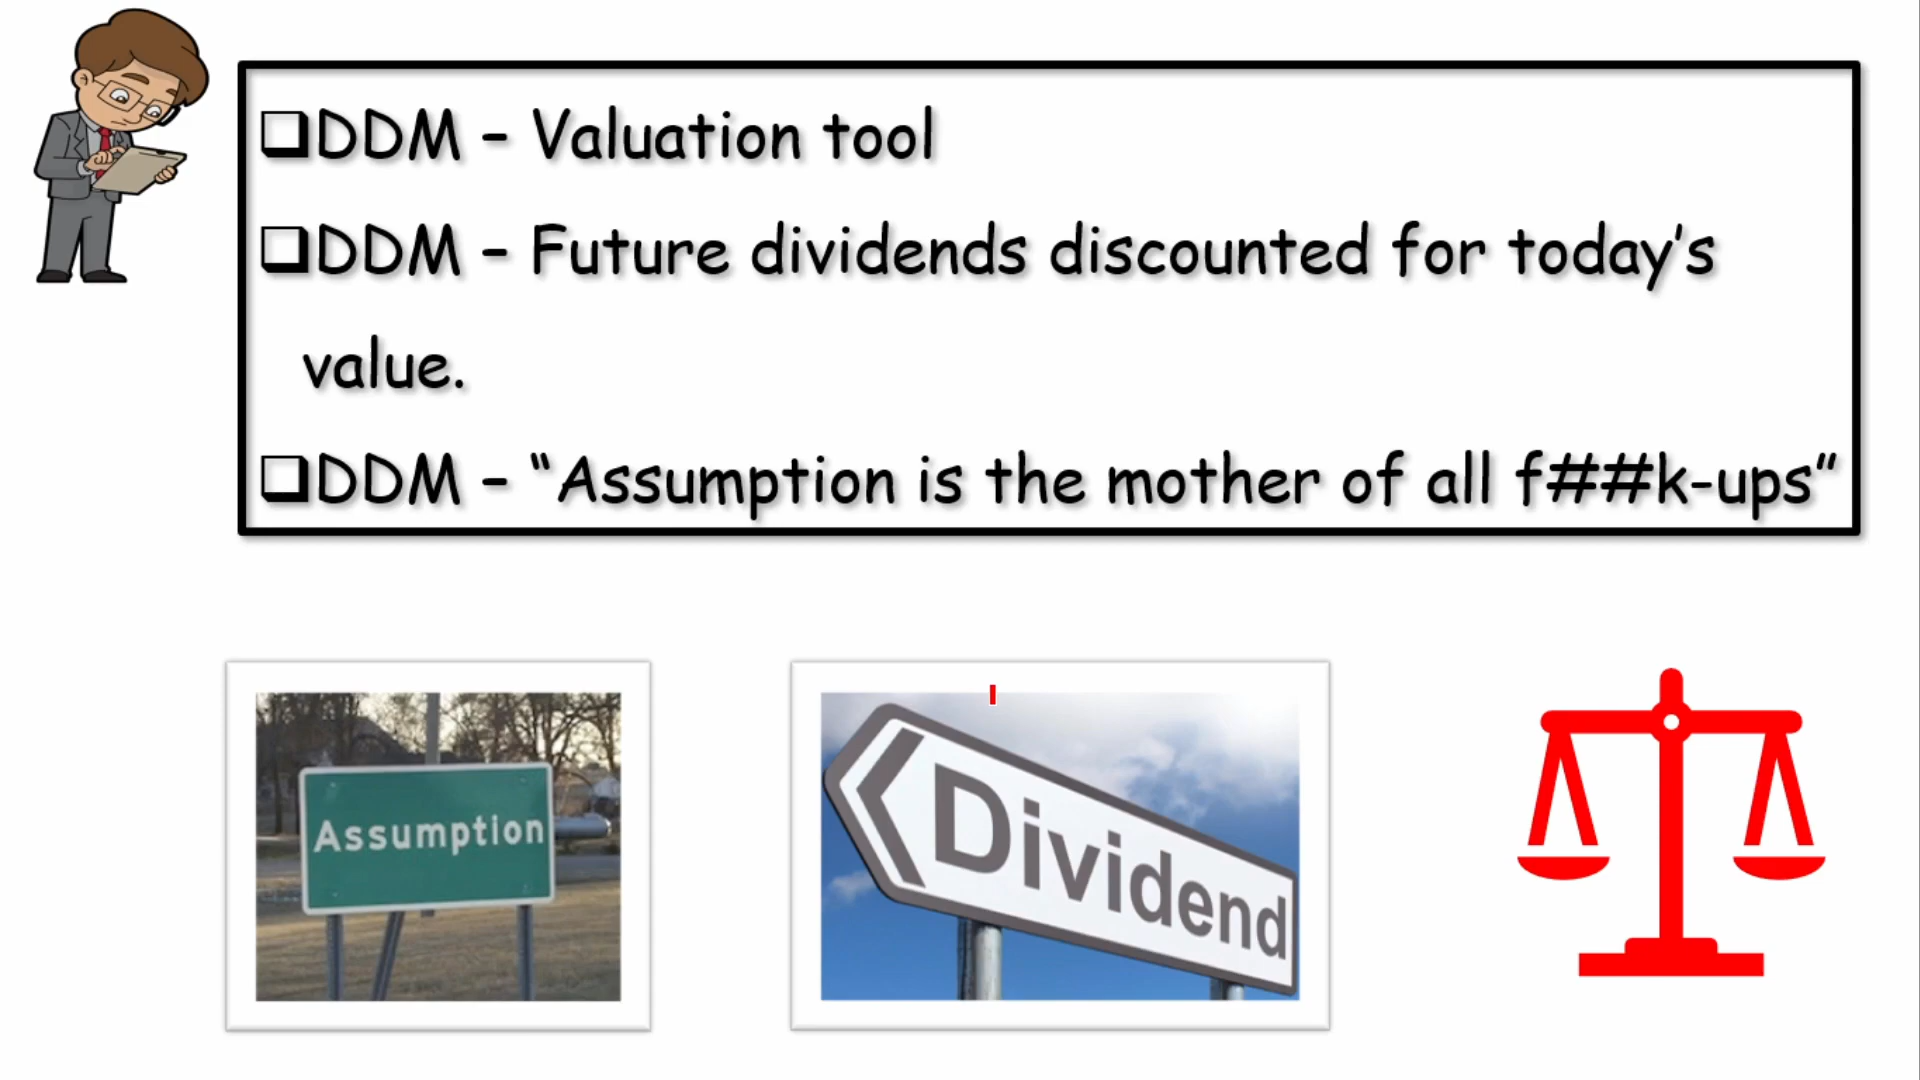 ❑DDM – Valuation tool
❑DDM – Future dividends discounted for today’s
value.
❑DDM – “Assumption is the mother of all f##k-ups”
Assumption
Dividend